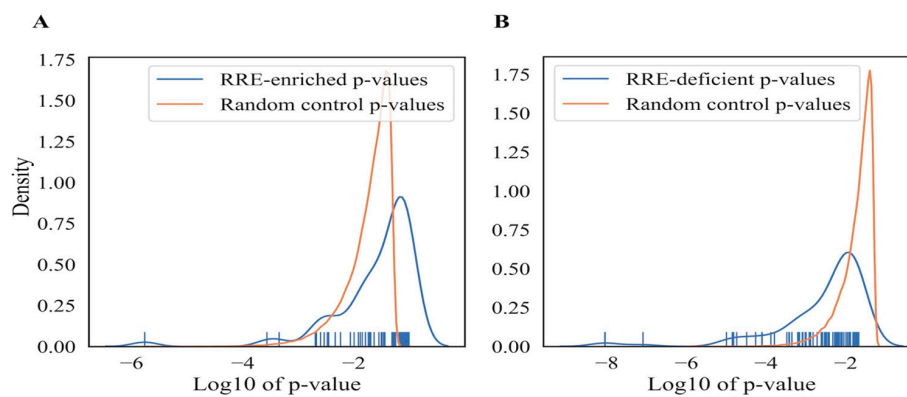 A
B
1.75
1.50
1.25
1.00
0.75
0.50
0.25
0.00
Density
RRE-enriched p-values
Random control p-values
−6
−4
−2
Log10 of p-value
1.75
1.50
1.25
1.00
0.75
0.50
0.25
0.00
RRE-deficient p-values
Random control p-values
−8
−6
−4
−2
Log10 of p-value